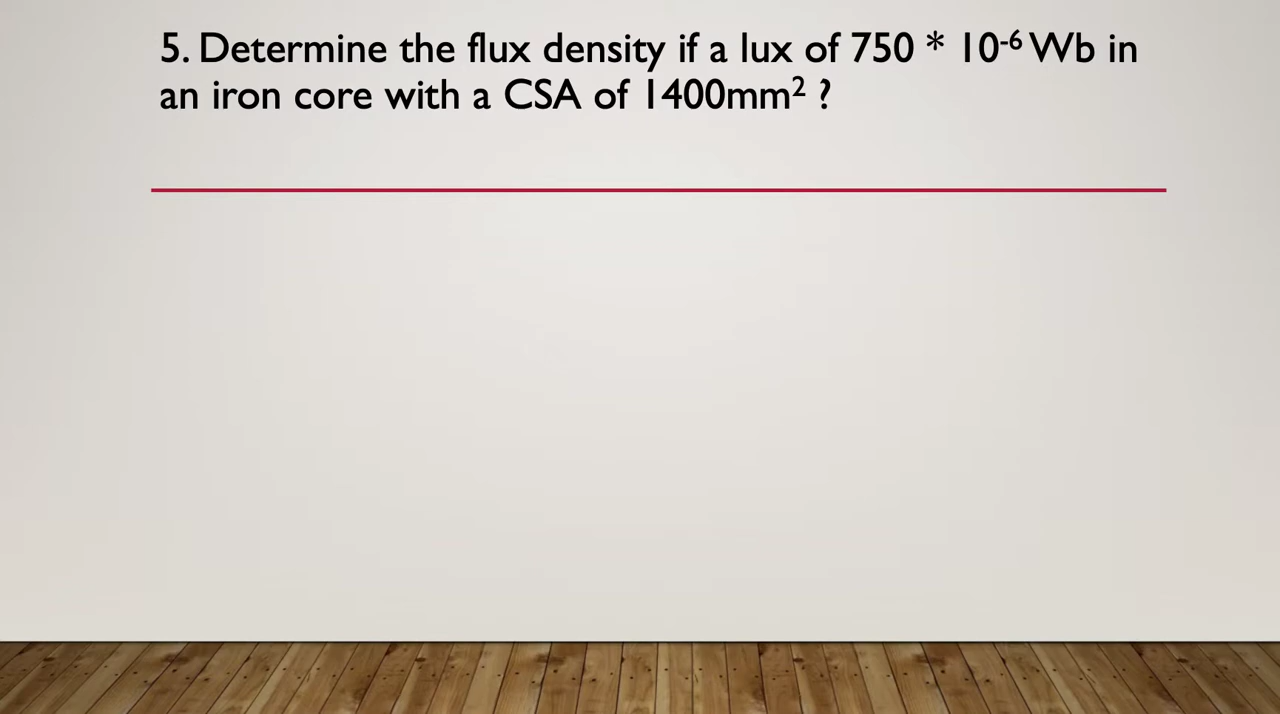 5. Determine the flux density if a lux of 750 * 10⁻⁶ Wb in
an iron core with a CSA of 1400mm² ?